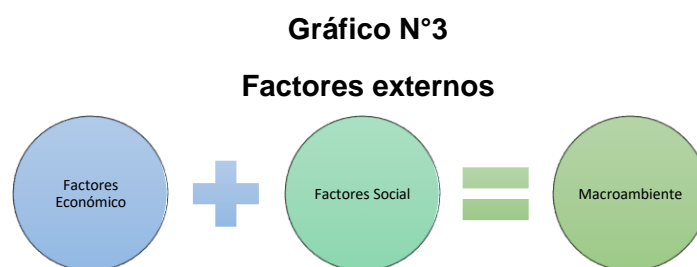 Gráfico N°3
Factores externos
Factores
Económico
Factores Social
Macroambiente